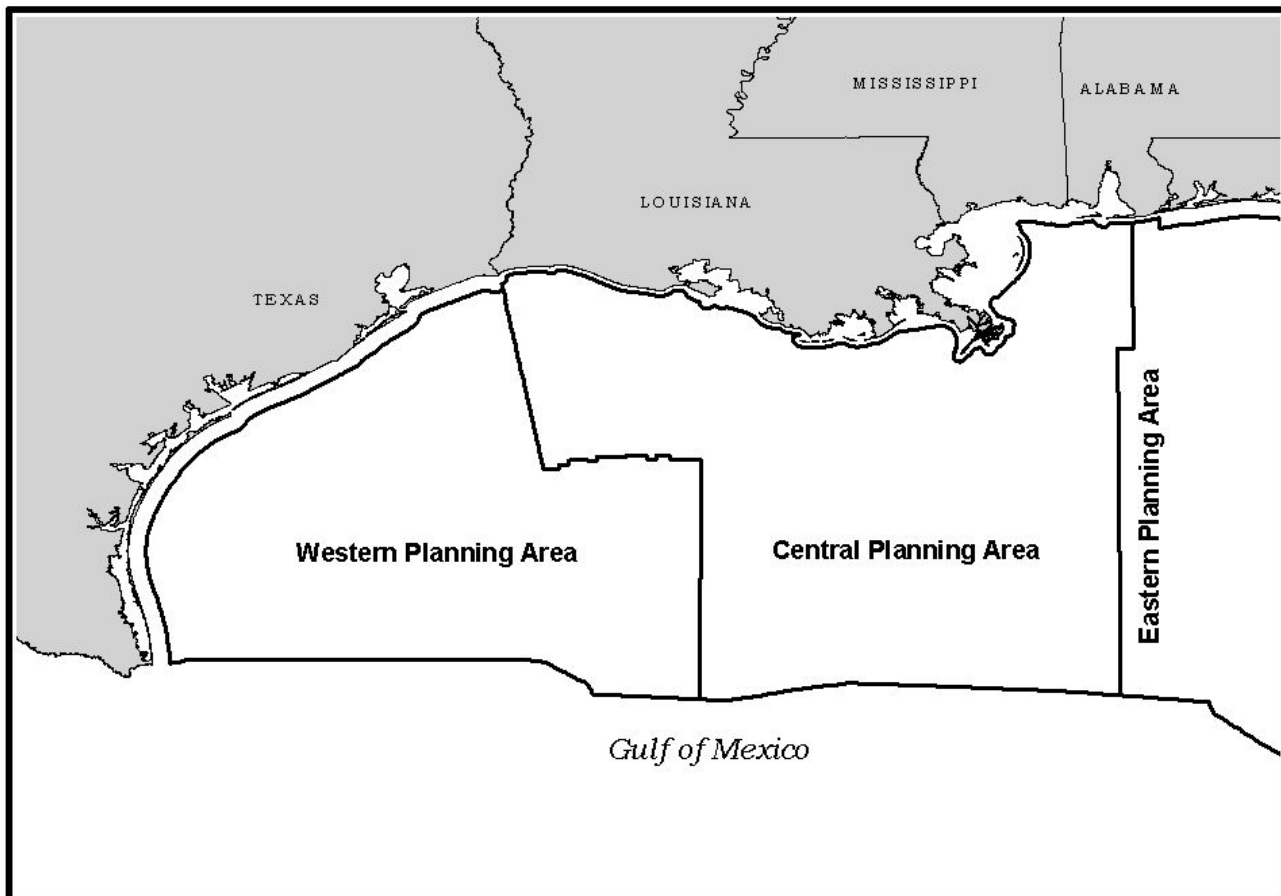 MISSISSIPPI
ALABAMA
LOUISIANA
TEXAS
Western Planning Area
Central Planning Area
Eastern Planning Area
Gulf of Mexico